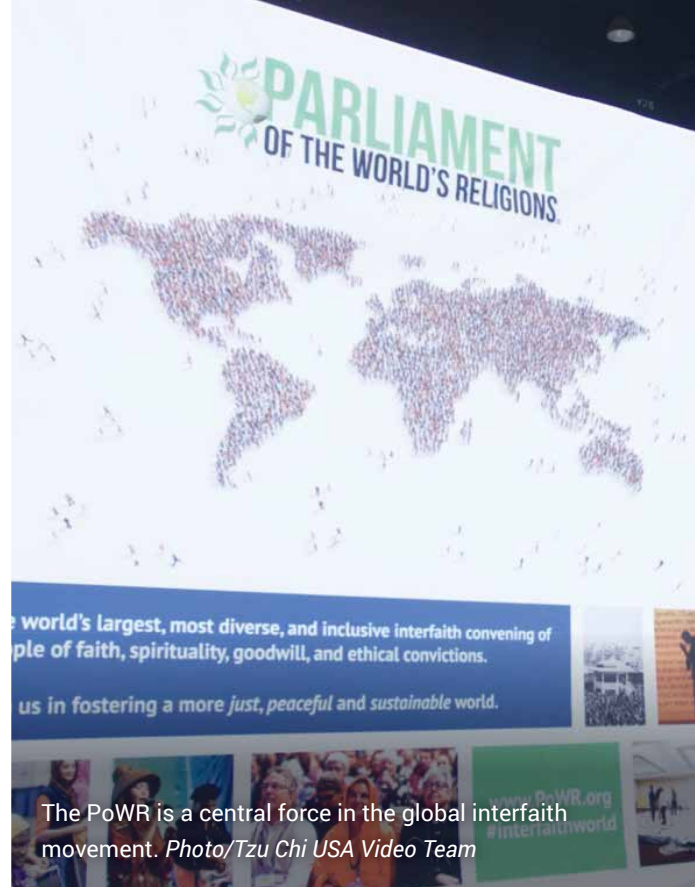 PARLIAMENT
OF THE WORLD'S RELIGIONS
world's largest, most diverse, and inclusive interfaith convening of
of faith, spirituality, goodwill, and ethical convictions.
us in fostering a more just, peaceful and sustainable world.
www.PoWR.org
#interfaithworld
The PoWR is a central force in the global interfaith
movement. Photo/Tzu Chi USA Video Team